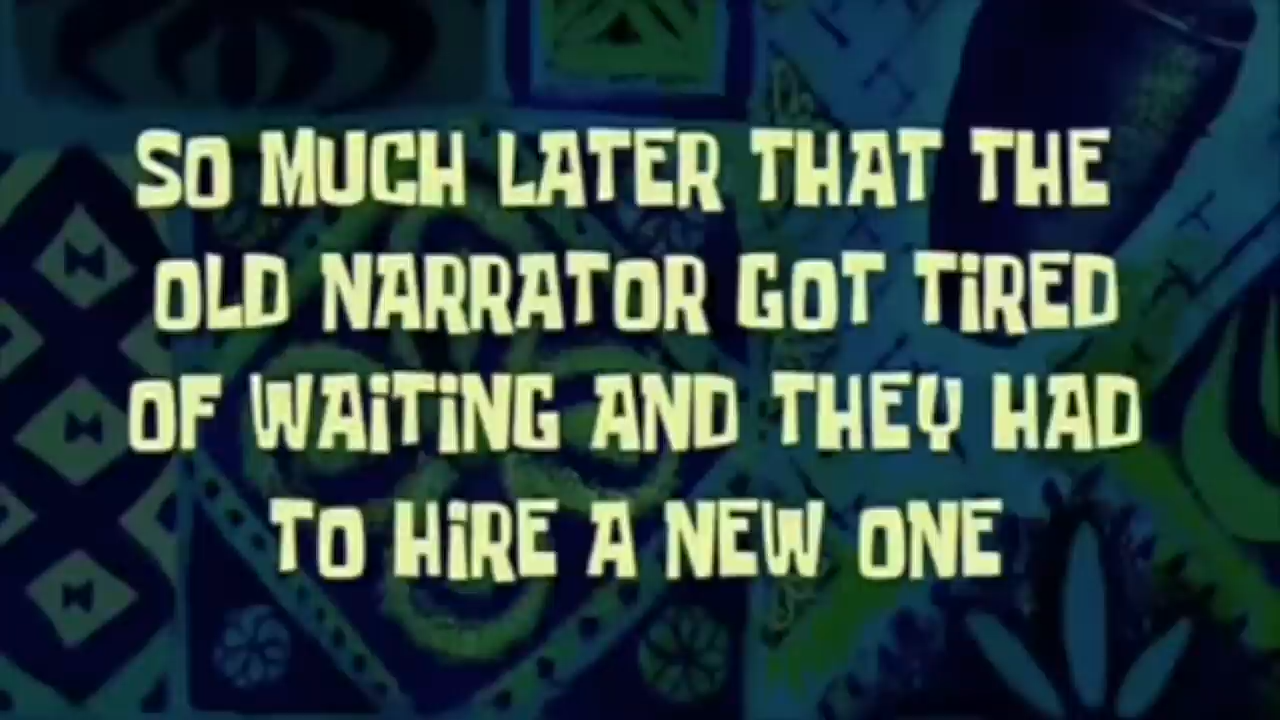 SO MUCH LATER THAT THE
OLD NARRATOR GOT TIRED
OF WAITING AND THEY HAD
TO HIRE A NEW ONE